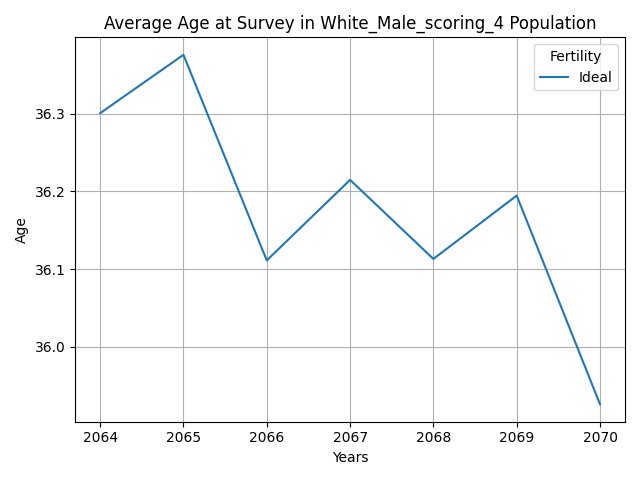 Average Age at Survey in White_Male_scoring_4 Population
Fertility
Ideal
36.3
36.2
36.1
36.0
Age
2064 2065 2066 2067 2068 2069 2070
Years